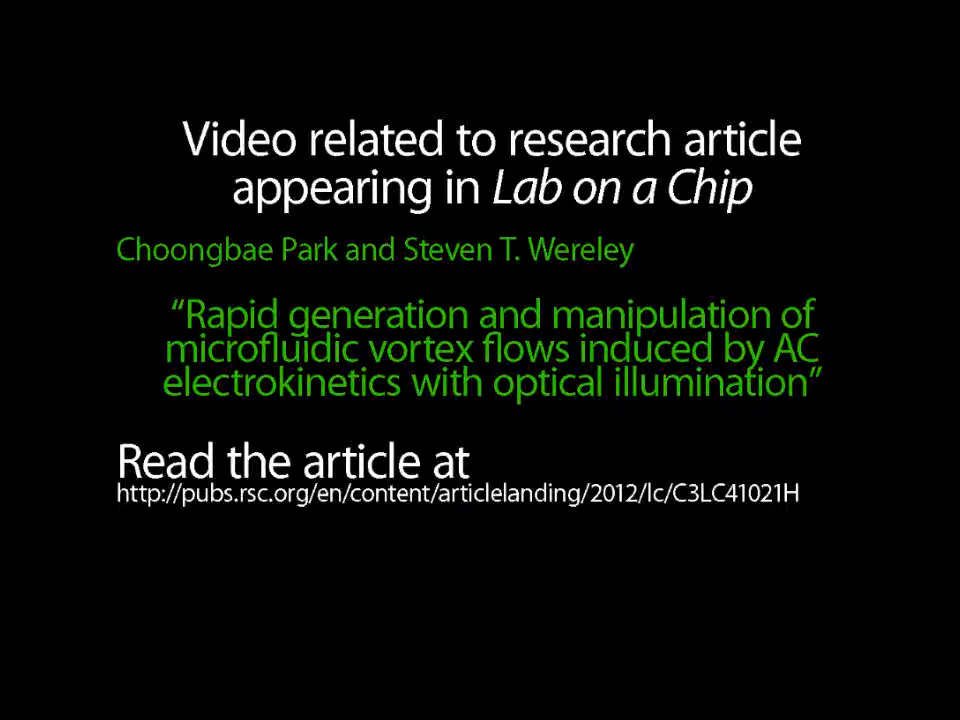 Video related to research article
appearing in Lab on a Chip
Choongbae Park and Steven T. Wereley
“Rapid generation and manipulation of
microfluidic vortex flows induced by AC
electrokinetics with optical illumination”
Read the article at
http://pubs.rsc.org/en/content/articlelanding/2012/lc/C3LC41021H